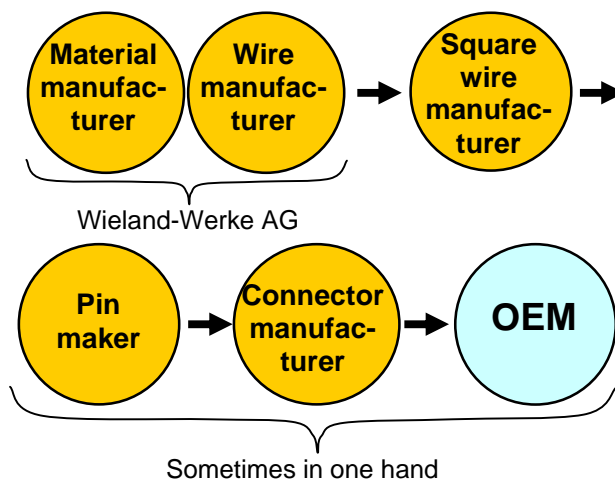 Material
manufac-
turer
Wire
manufac-
turer
Square
wire
manufac-
turer
Wieland-Werke AG
Pin
maker
Connector
manufac-
turer
OEM
Sometimes in one hand